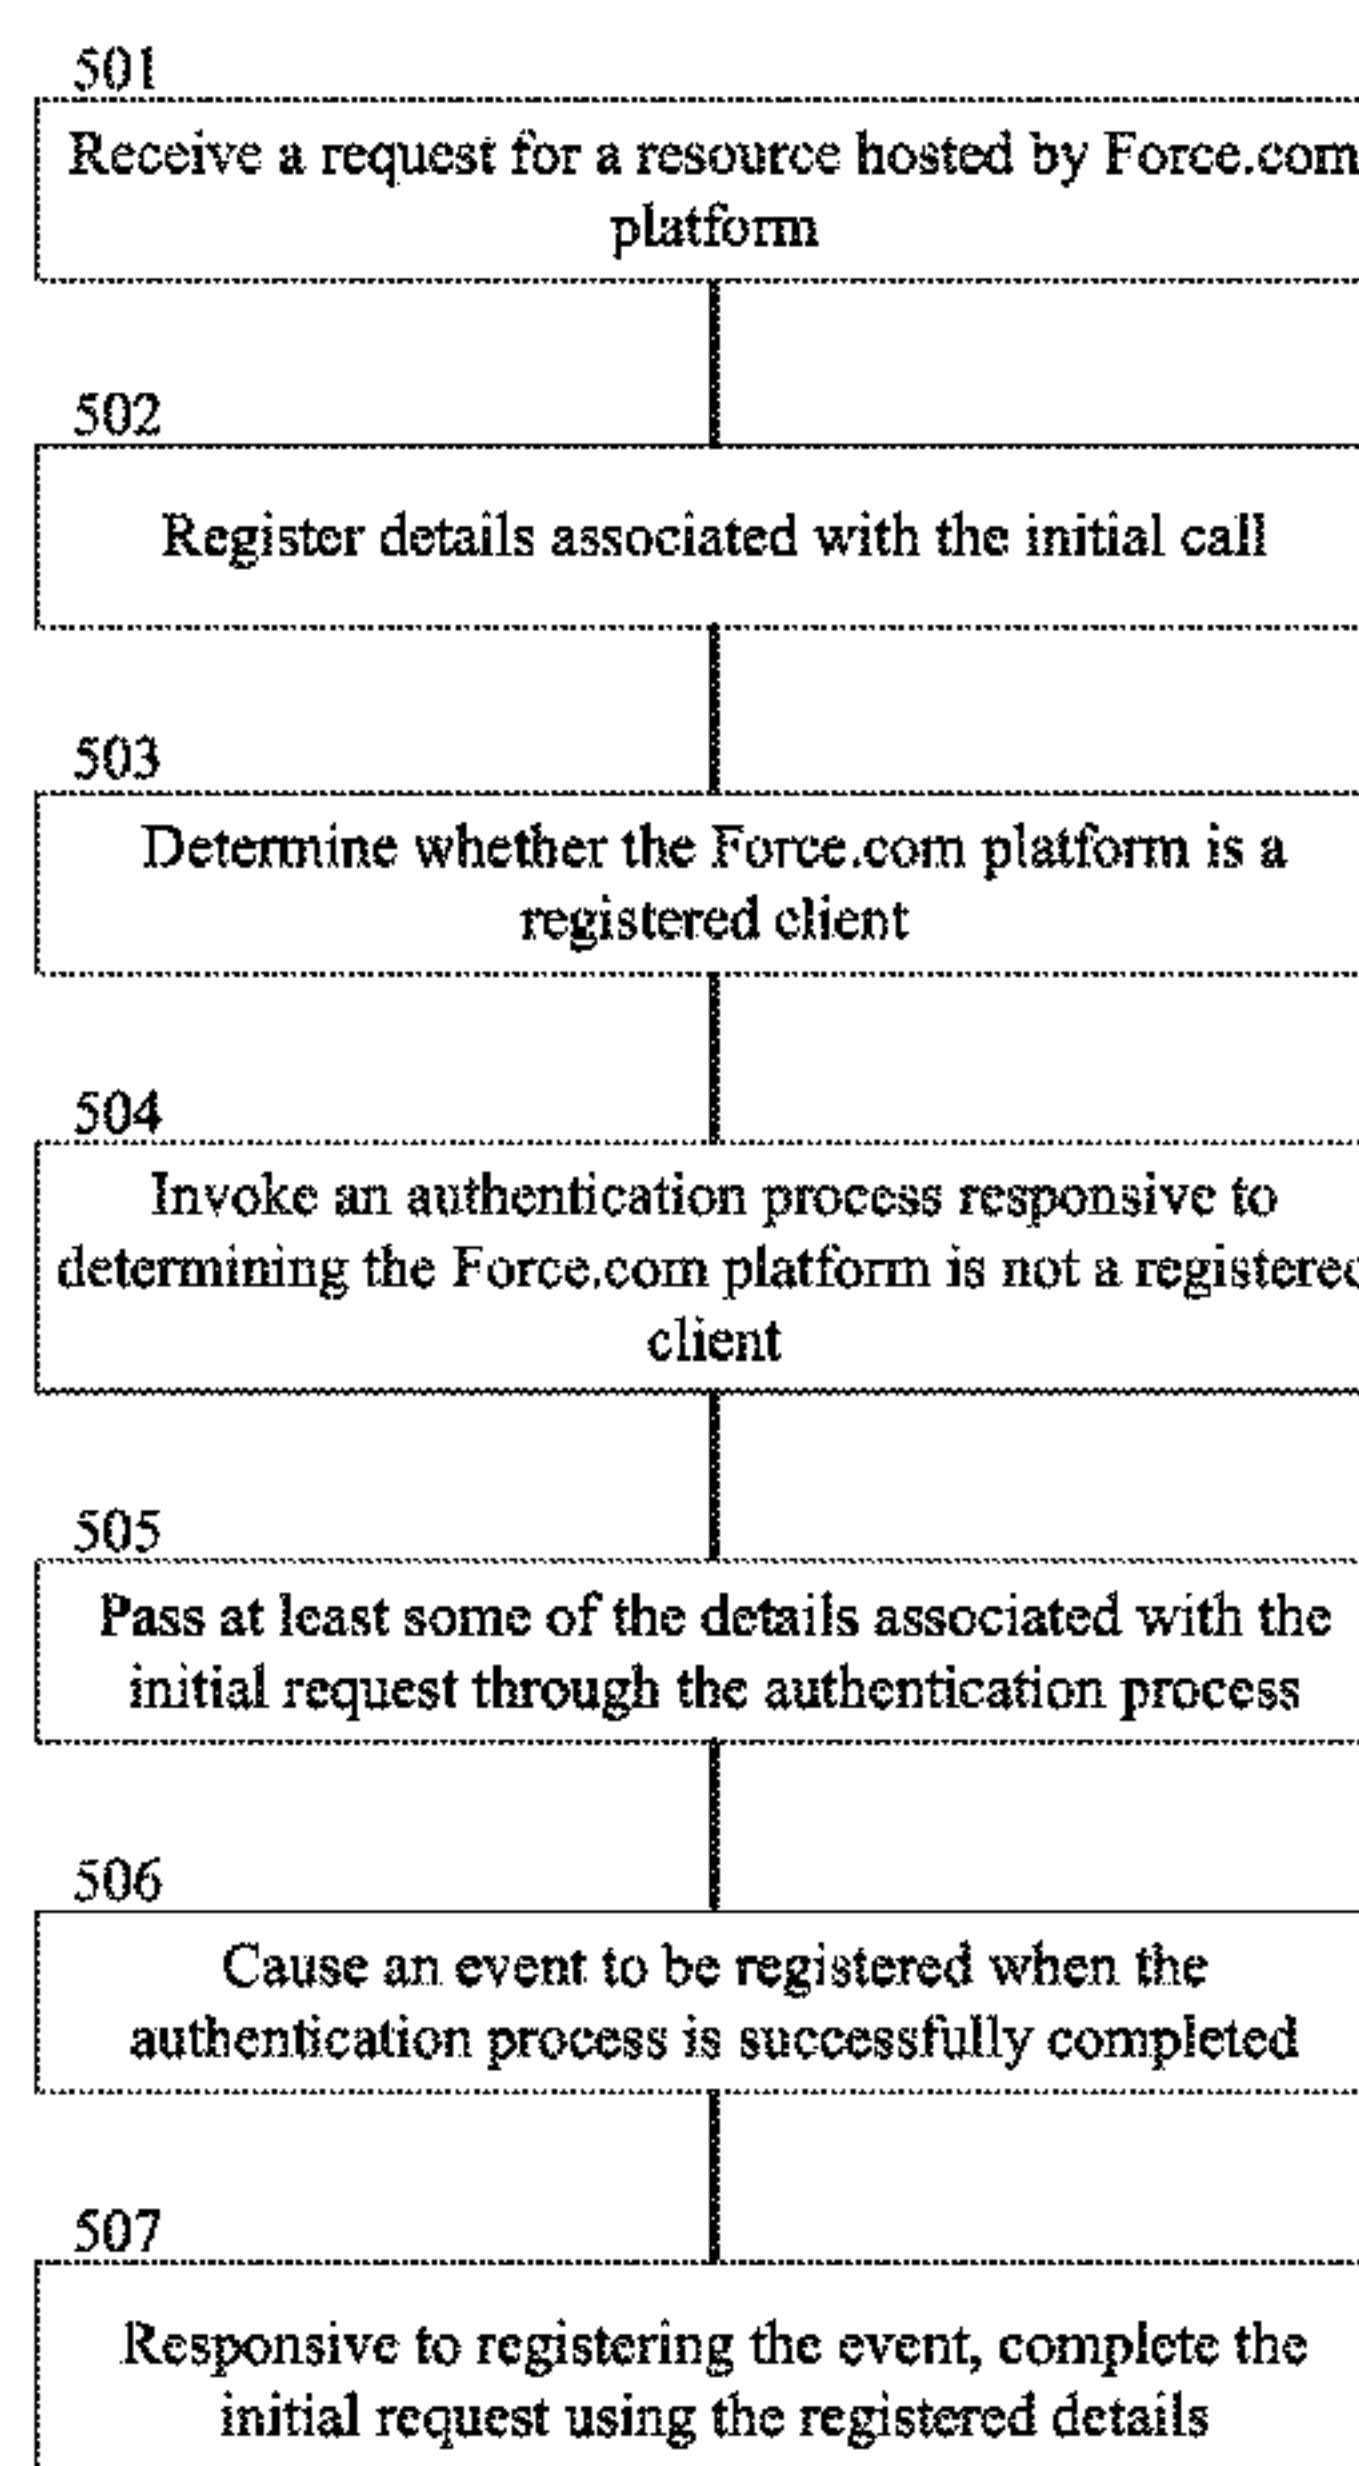 501
Receive a request for a resource hosted by Force.com
platform
502
Register details associated with the initial call
503
Determine whether the Force.com platform is a
registered client
504
Invoke an authentication process responsive to
determining the Force.com platform is not a registered
client
505
Pass at least some of the details associated with the
initial request through the authentication process
506
Cause an event to be registered when the
authentication process is successfully completed
507
Responsive to registering the event, complete the
initial request using the registered details